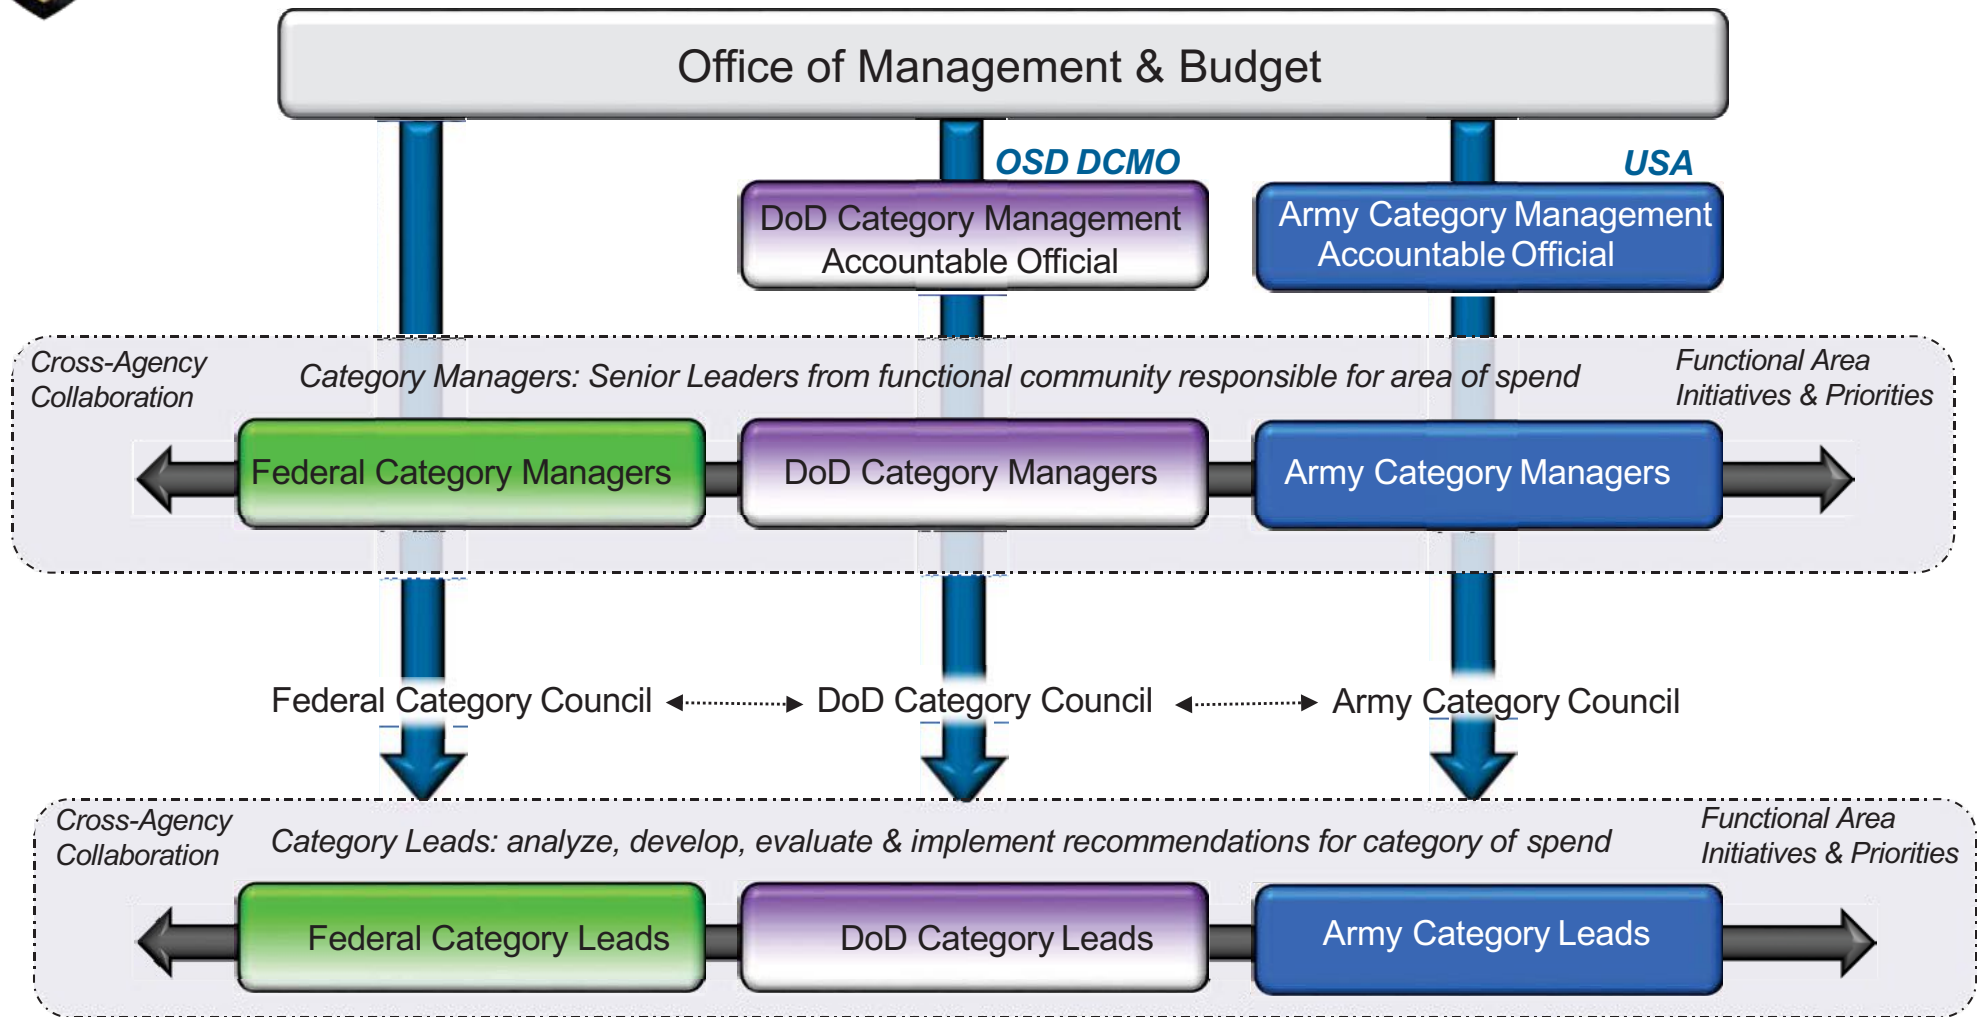 Office of Management & Budget
OSD DCMO
USA
DoD Category Management
Accountable Official
Army Category Management
Accountable Official
Cross-Agency
Collaboration
Category Managers: Senior Leaders from functional community responsible for area of spend
Functional Area
Initiatives & Priorities
Federal Category Managers
DoD Category Managers
Army Category Managers
Federal Category Council
DoD Category Council
Army Category Council
Cross-Agency
Collaboration
Category Leads: analyze, develop, evaluate & implement recommendations for category of spend
Functional Area
Initiatives & Priorities
Federal Category Leads
DoD Category Leads
Army Category Leads